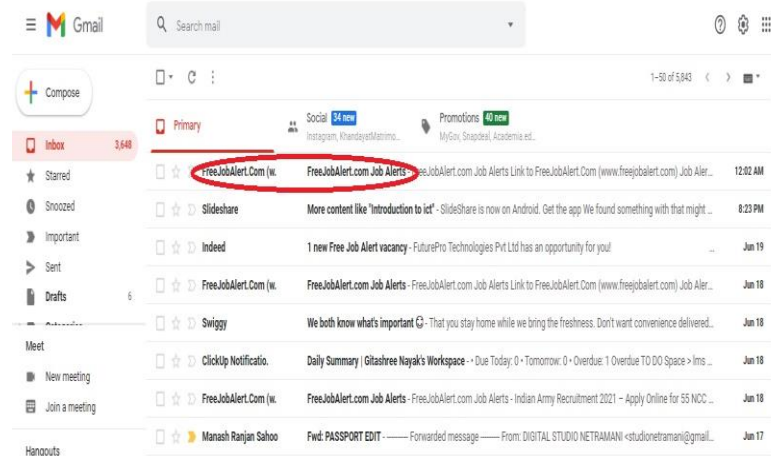 Gmail
Search mail
Compose
1–50 of 5,843
Primary
Social 34 new
Instagram, KhandayatMatrimo...
Promotions 40 new
MyGov, Snapdeal, Academia ed...
Inbox 3,648
Starred
Snoozed
Important
Sent
Drafts 6
Meet
New meeting
Join a meeting
Hangouts
FreeJobAlert.Com (w. FreeJobAlert.com Job Alerts - FreeJobAlert.com Job Alerts Link to FreeJobAlert.Com (www.freejobalert.com) Job Aler... 12:02 AM
Slideshare More content like "Introduction to ict" - SlideShare is now on Android. Get the app We found something with that might ... 8:23 PM
Indeed 1 new Free Job Alert vacancy - FuturePro Technologies Pvt Ltd has an opportunity for you! ... Jun 19
FreeJobAlert.Com (w. FreeJobAlert.com Job Alerts - FreeJobAlert.com Job Alerts Link to FreeJobAlert.Com (www.freejobalert.com) Job Aler... Jun 18
Swiggy We both know what's important - That you stay home while we bring the freshness. Don't want convenience delivered... Jun 18
ClickUp Notificatio. Daily Summary | Gitashree Nayak's Workspace - • Due Today: 0 • Tomorrow: 0 • Overdue: 1 Overdue TO DO Space > lms ... Jun 18
FreeJobAlert.Com (w. FreeJobAlert.com Job Alerts - FreeJobAlert.com Job Alerts - Indian Army Recruitment 2021 – Apply Online for 55 NCC ... Jun 18
Manash Ranjan Sahoo Fwd: PASSPORT EDIT - ---------- Forwarded message --------- From: DIGITAL STUDIO NETRAMANI <studionetramani@gmail... Jun 17